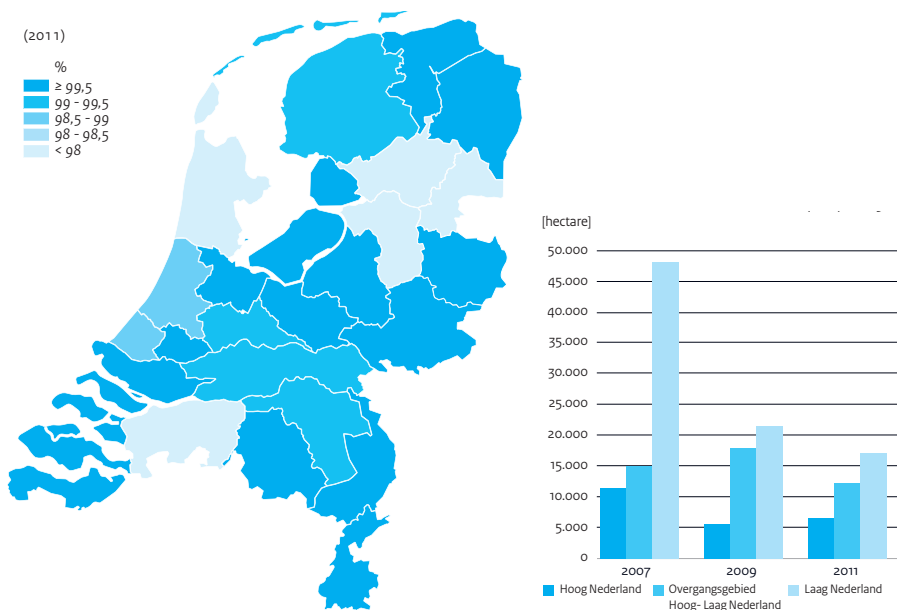 (2011)
%
≥ 99,5
99 - 99,5
98,5 - 99
98 - 98,5
< 98
[hectare]
50.000
45.000
40.000
35.000
30.000
25.000
20.000
15.000
10.000
5.000
0
2007 2009 2011
Hoog Nederland Overgangsgebied Laag Nederland
Hoog- Laag Nederland